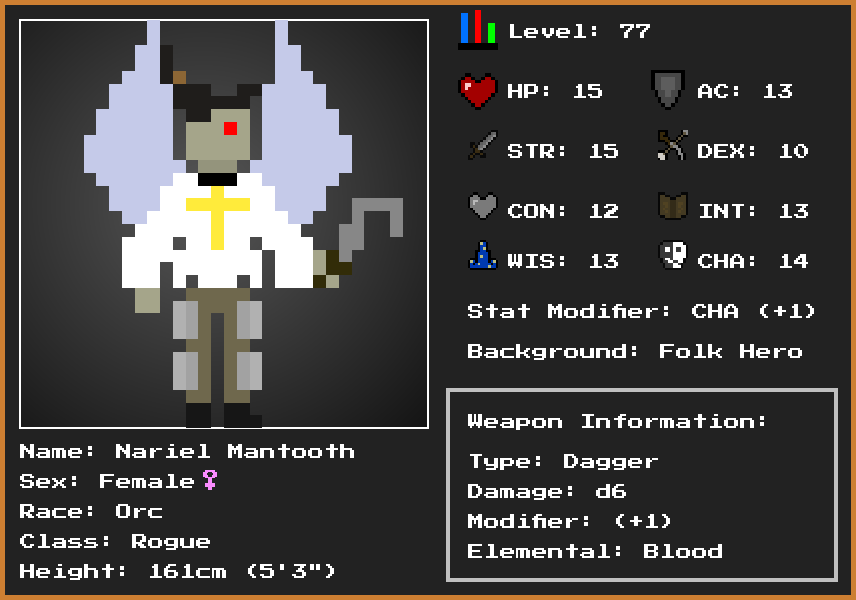 Level: 77
HP: 15
AC: 13
STR: 15
DEX: 10
CON: 12
INT: 13
WIS: 13
CHA: 14
Stat Modifier: CHA (+1)
Background: Folk Hero
Weapon Information:
Type: Dagger
Damage: d6
Modifier: (+1)
Elemental: Blood
Name: Nariel Mantooth
Sex: Female♀
Race: Orc
Class: Rogue
Height: 161cm (5'3")